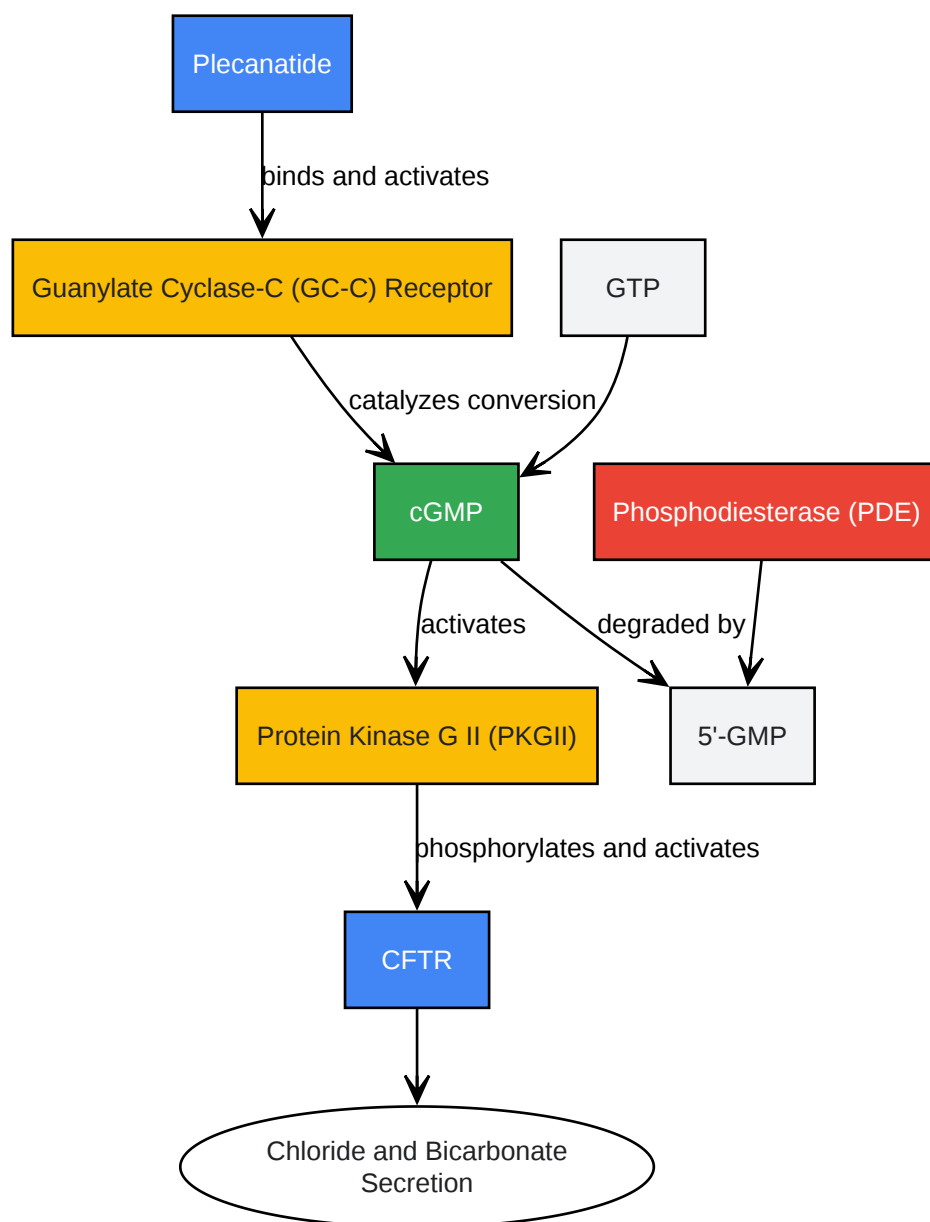 Plecanatide
binds and activates
Guanylate Cyclase-C (GC-C) Receptor
GTP
catalyzes conversion
cGMP
Phosphodiesterase (PDE)
activates
degraded by
Protein Kinase G II (PKGII)
5'-GMP
phosphorylates and activates
CFTR
Chloride and Bicarbonate
Secretion